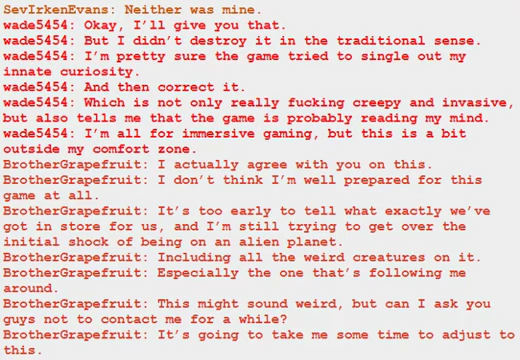 SevIrkenEvans: Neither was mine.
wade5454: Okay, I'll give you that.
wade5454: But I didn't destroy it in the traditional sense.
wade5454: I'm pretty sure the game tried to single out my
innate curiosity.
wade5454: And then correct it.
wade5454: Which is not only really fucking creepy and invasive,
but also tells me that the game is probably reading my mind.
wade5454: I'm all for immersive gaming, but this is a bit
outside my comfort zone.
BrotherGrapefruit: I actually agree with you on this.
BrotherGrapefruit: I don't think I'm well prepared for this
game at all.
BrotherGrapefruit: It's too early to tell what exactly we've
got in store for us, and I'm still trying to get over the
initial shock of being on an alien planet.
BrotherGrapefruit: Including all the weird creatures on it.
BrotherGrapefruit: Especially the one that's following me
around.
BrotherGrapefruit: This might sound weird, but can I ask you
guys not to contact me for a while?
BrotherGrapefruit: It's going to take me some time to adjust to
this.